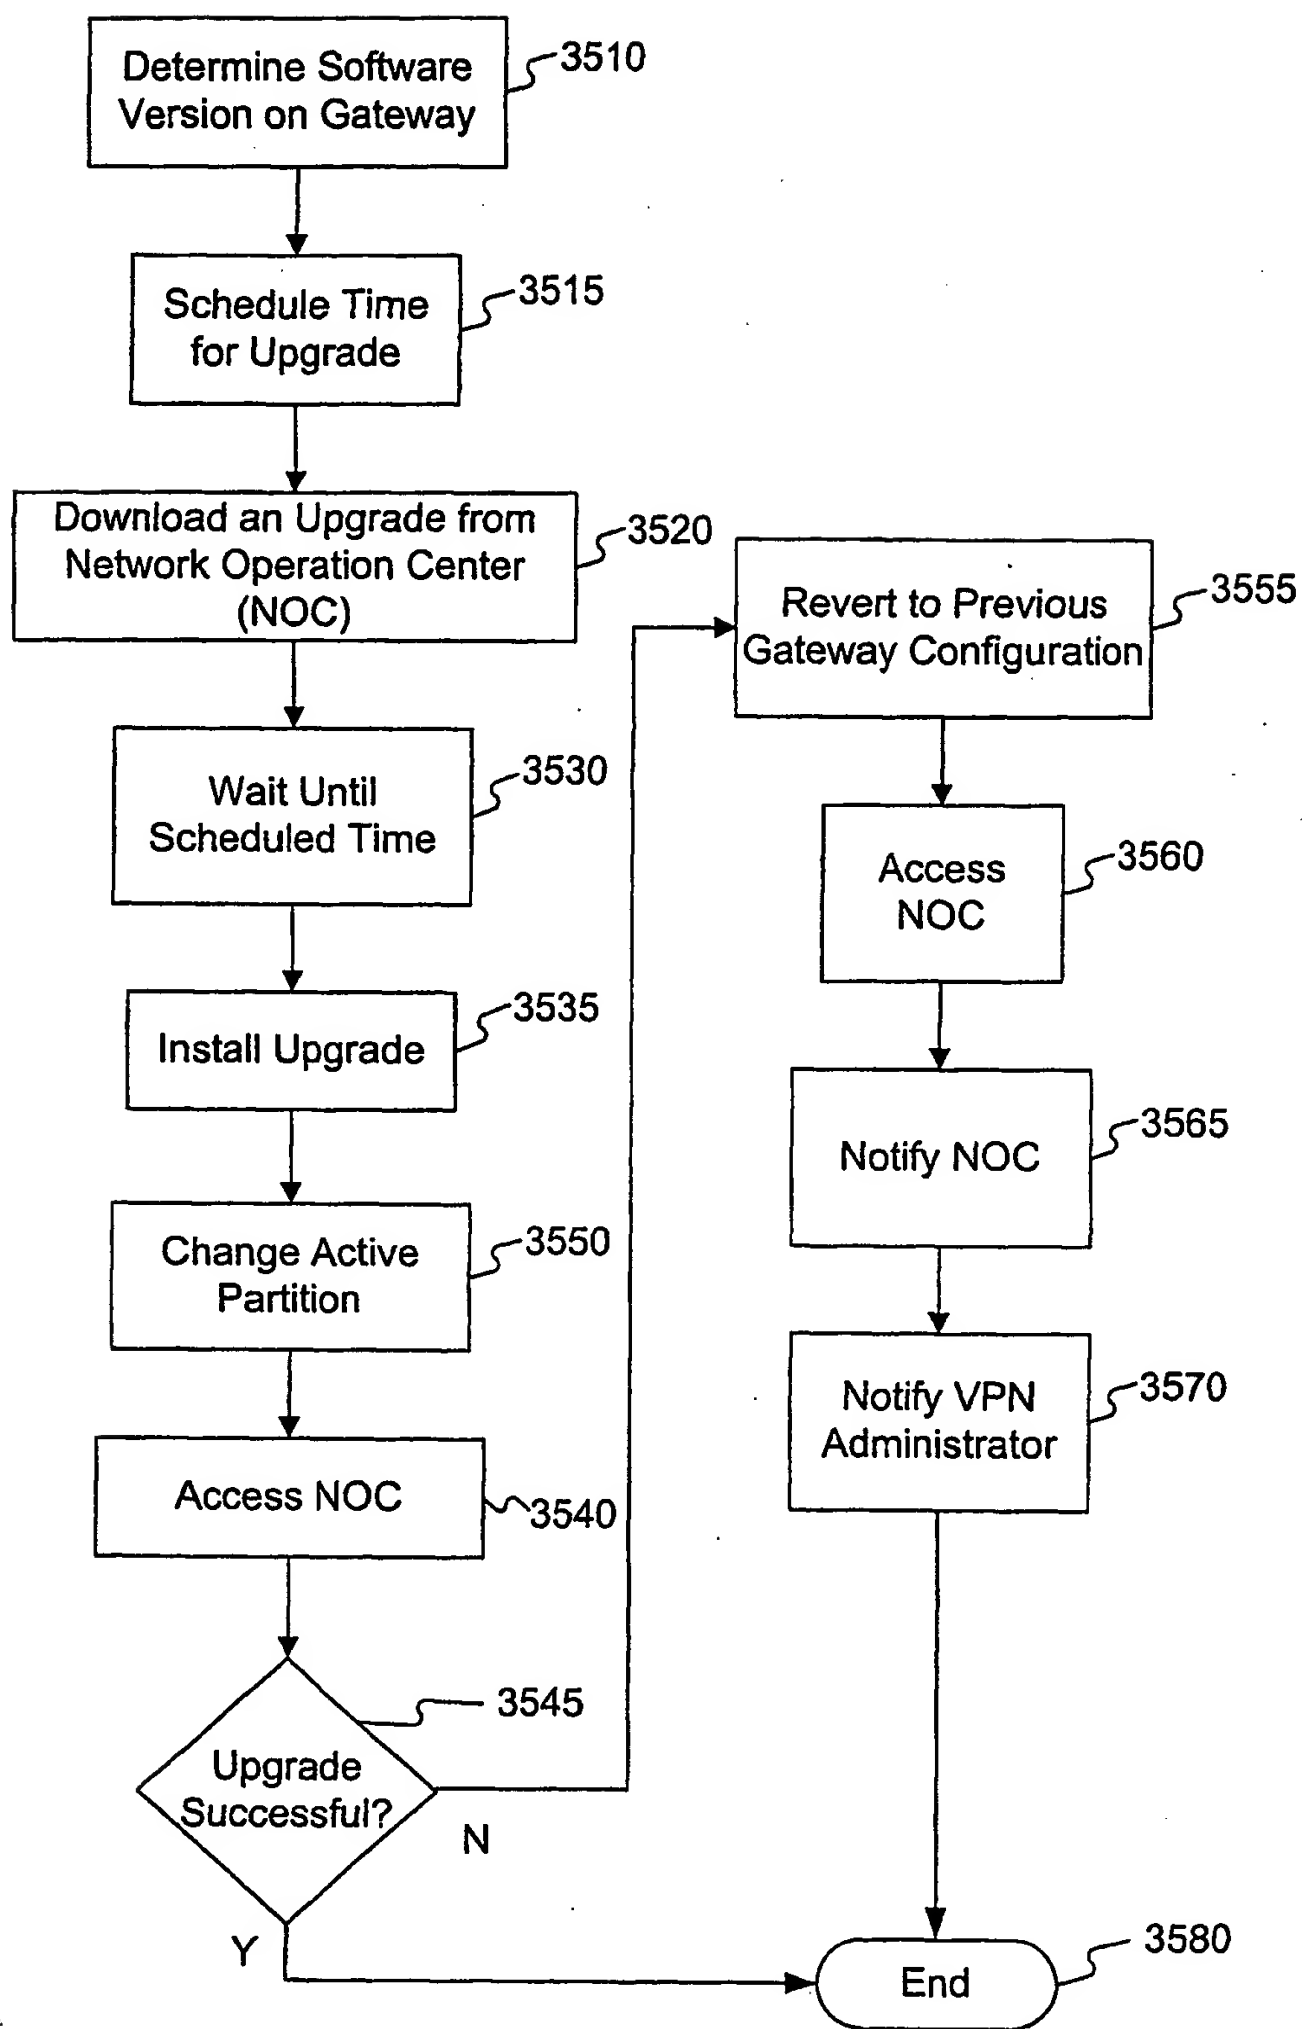 Determine Software
Version on Gateway
3510
Schedule Time
for Upgrade
3515
Download an Upgrade from
Network Operation Center
(NOC)
3520
Wait Until
Scheduled Time
3530
Install Upgrade
3535
Change Active
Partition
3550
Access NOC
3540
Upgrade
Successful?
3545
N
Y
Revert to Previous
Gateway Configuration
3555
Access
NOC
3560
Notify NOC
3565
Notify VPN
Administrator
3570
End
3580